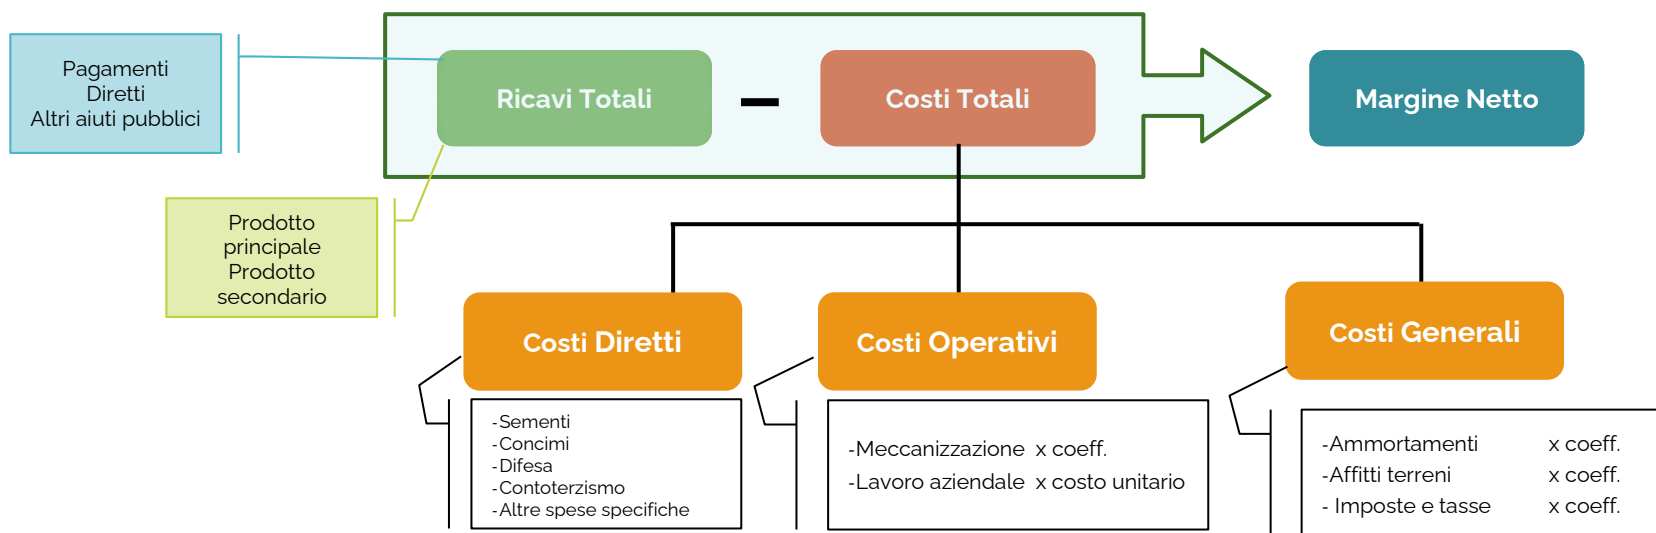 Pagamenti
Diretti
Altri aiuti pubblici
Ricavi Totali
–
Costi Totali
Margine Netto
Prodotto
principale
Prodotto
secondario
Costi Diretti
Costi Operativi
Costi Generali
-Sementi
-Concimi
-Difesa
-Contoterzismo
-Altre spese specifiche
-Meccanizzazione x coeff.
-Lavoro aziendale x costo unitario
-Ammortamenti x coeff.
-Affitti terreni x coeff.
- Imposte e tasse x coeff.